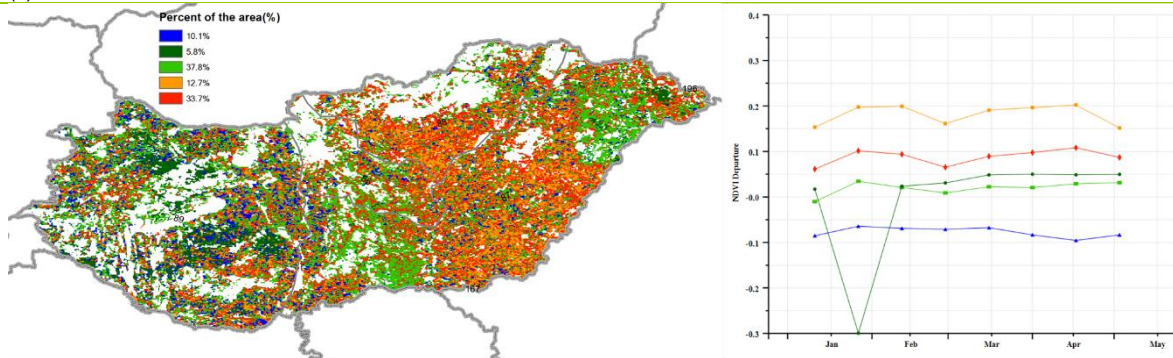 Percent of the area(%)
10.1%
5.8%
37.8%
12.7%
33.7%
196
89
167
NDVI Departure
0.4
0.3
0.2
0.1
-0.0
-0.1
-0.2
-0.3
Jan
Feb
Mar
Apr
May